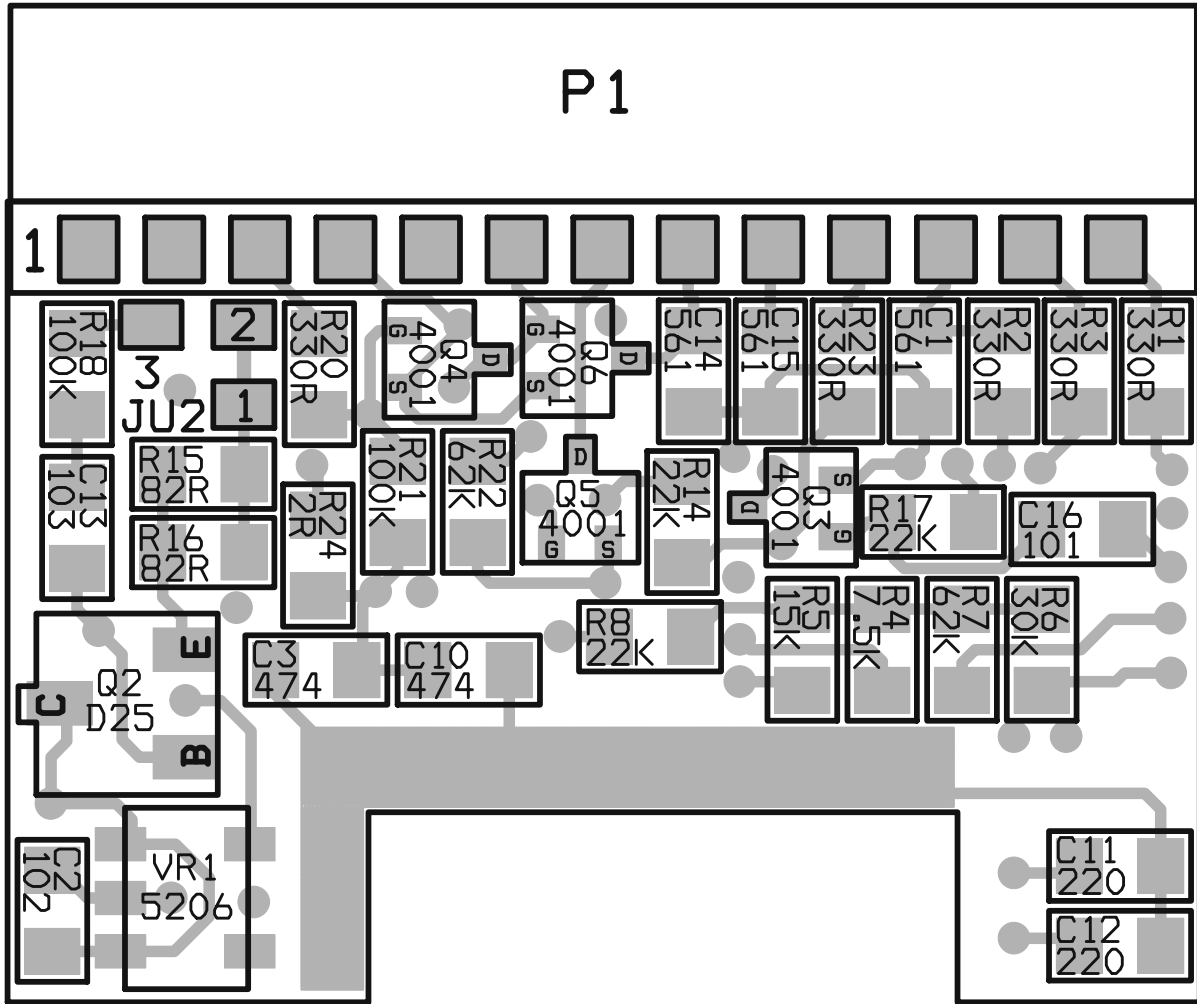 P1
1
R18
100K
3
JU2
2
1
R20
330R
Q4
4001
G
S
D
Q6
4001
G
S
D
C14
561
C15
561
R23
330R
C1
561
R2
330R
R3
330R
R1
330R
C13
103
R15
82R
R16
82R
R24
2R
R21
100K
R22
62K
D
Q5
4001
G
S
R14
22K
D
Q3
4001
S
G
R17
22K
C16
101
Q2
D25
E
C
B
C3
474
C10
474
R8
22K
R5
15K
R4
7.5K
R7
62K
R6
30K
C2
102
VR1
5206
C11
220
C12
220